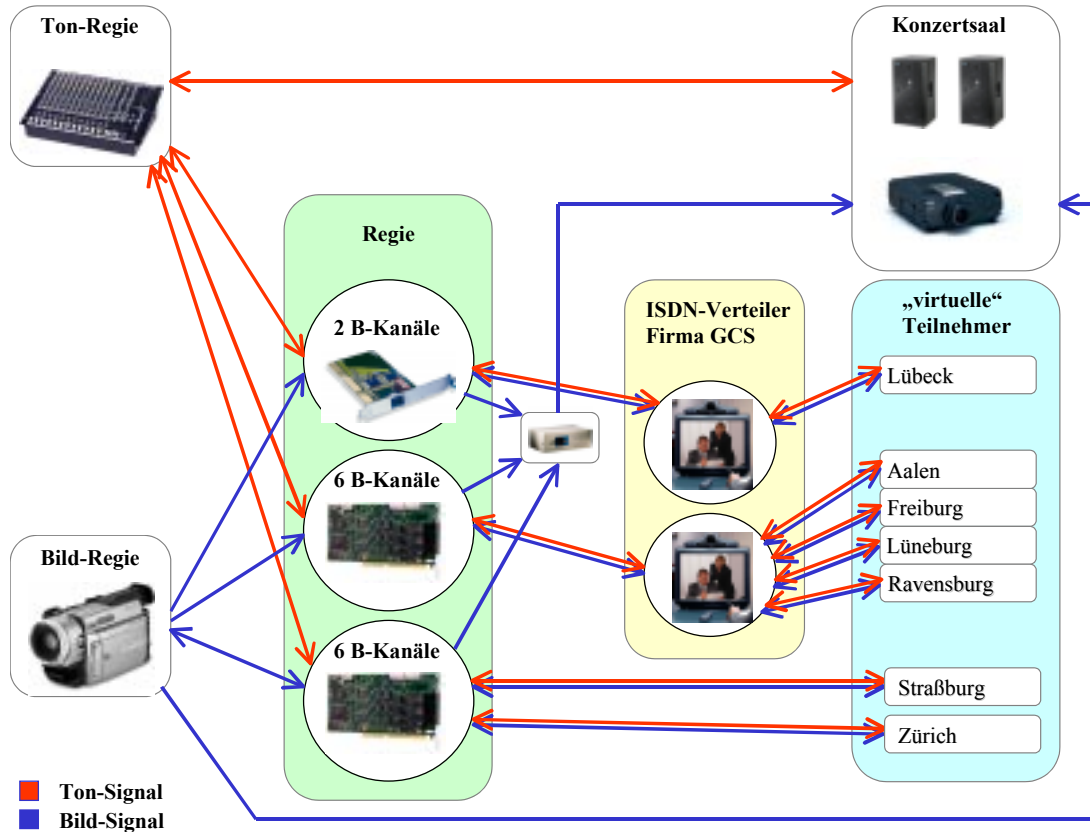 Ton-Regie
Konzertsaal
Regie
2 B-Kanäle
ISDN-Verteiler
Firma GCS
„virtuelle“
Teilnehmer
Lübeck
6 B-Kanäle
Aalen
Freiburg
Lüneburg
Ravensburg
Bild-Regie
6 B-Kanäle
Straßburg
Zürich
Ton-Signal
Bild-Signal